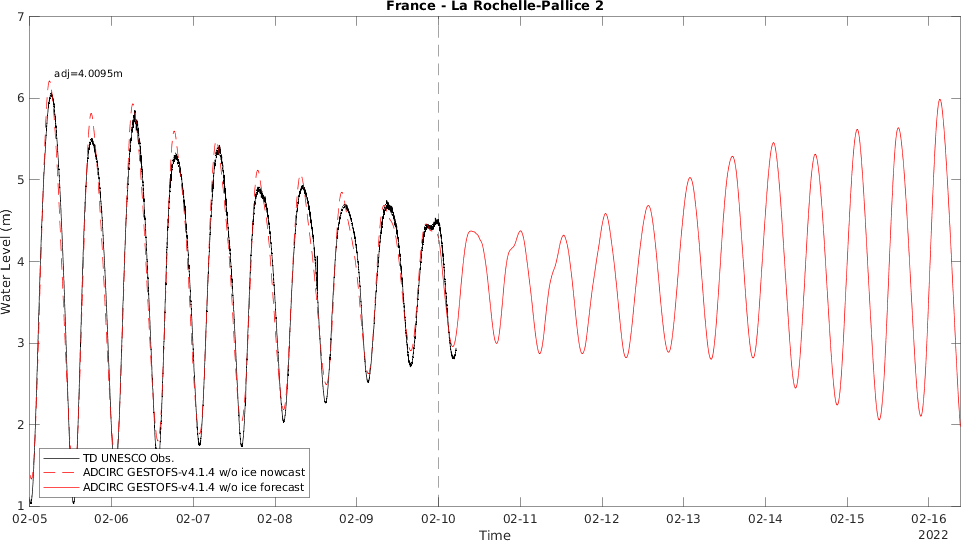 France - La Rochelle-Pallice 2
adj=4.0095m
Water Level (m)
7
6
5
4
3
2
1
TD UNESCO Obs.
ADCIRC GESTOFS-v4.1.4 w/o ice nowcast
ADCIRC GESTOFS-v4.1.4 w/o ice forecast
02-05 02-06 02-07 02-08 02-09 02-10 02-11 02-12 02-13 02-14 02-15 02-16
Time
2022